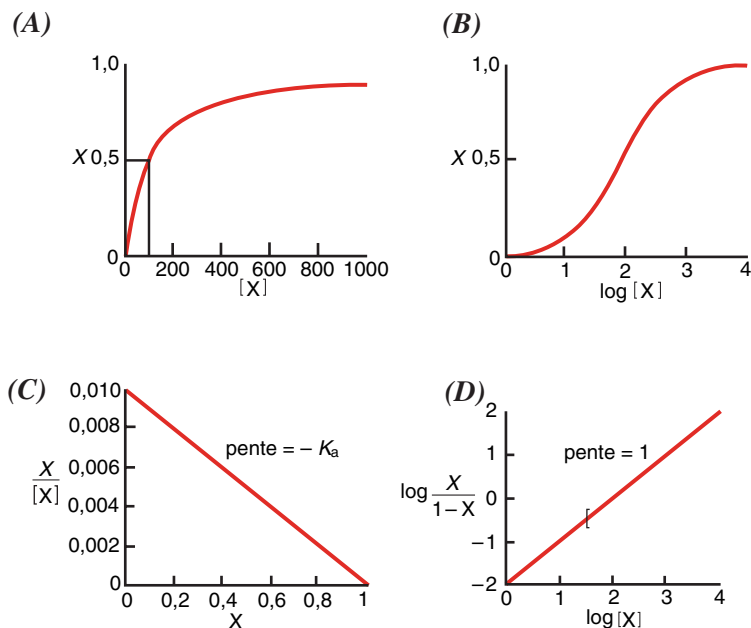 (A)
1,0
X 0,5
0
0 200 400 600 800 1000
[X]
(B)
1,0
X 0,5
0
0 1 2 3 4
log [X]
(C)
0,010
0,008
0,006
0,004
0,002
0
X
[X]
pente = – Ka
0 0,2 0,4 0,6 0,8 1
X
(D)
2
1
0
–1
–2
log X
1 – X
pente = 1
[
0 1 2 3 4
log [X]